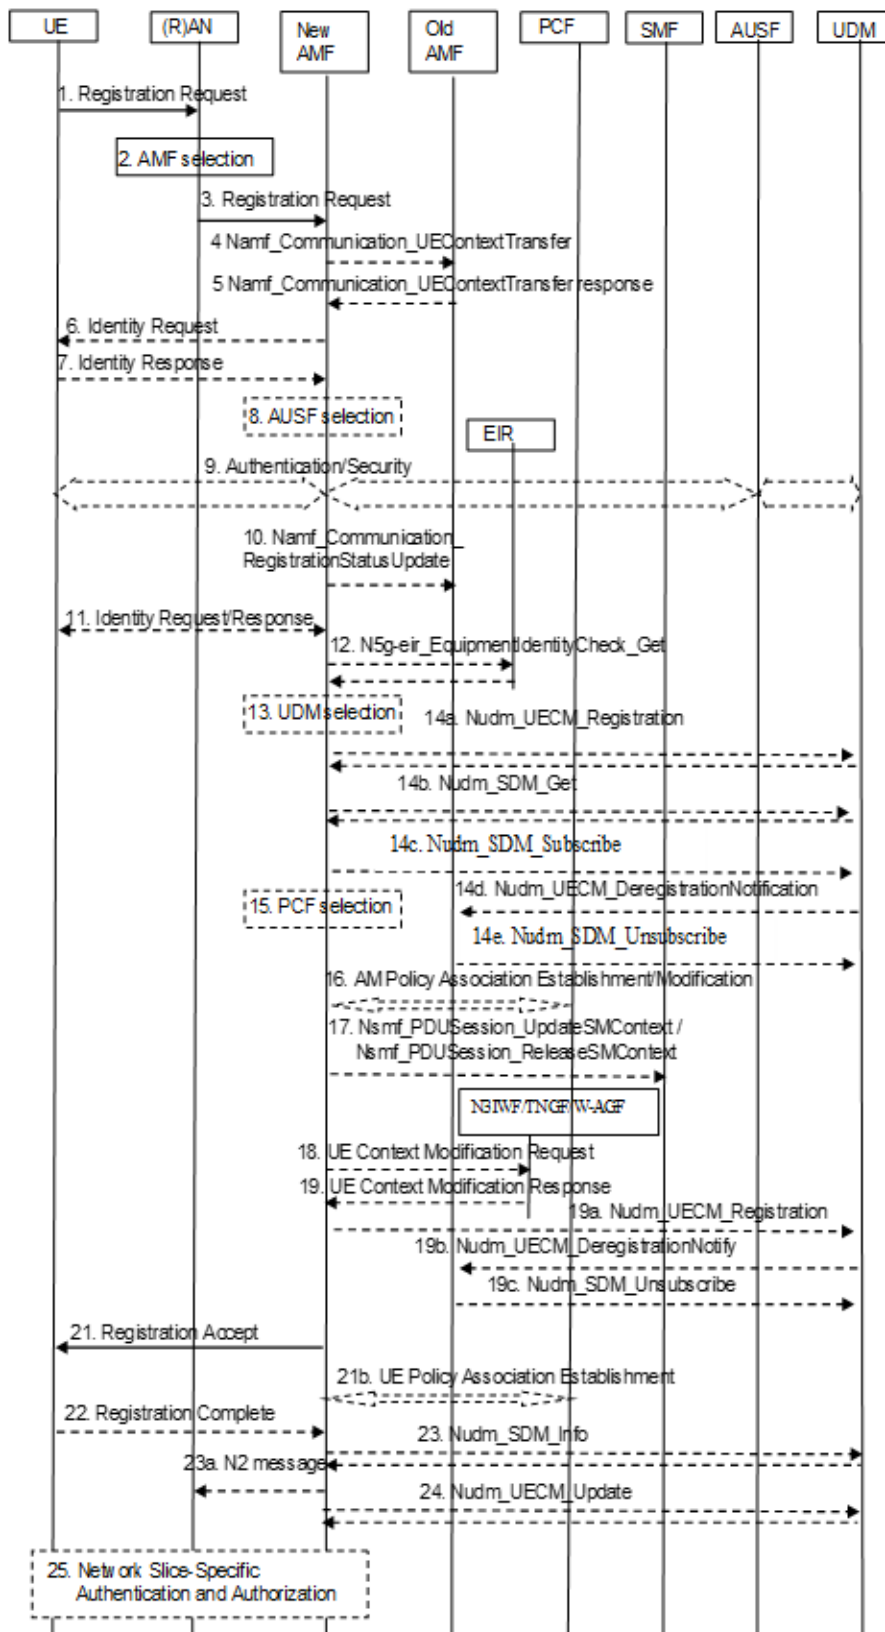 UE
(R)AN
New
AMF
Old
AMF
PCF
SMF
AUSF
UDM
1. Registration Request
2. AMF selection
3. Registration Request
4 Namf_Communication_UEContextTransfer
5 Namf_Communication_UEContextTransfer response
6. Identity Request
7. Identity Response
8. AUSF selection
EIR
9. Authentication/Security
10. Namf_Communication_
RegistrationStatusUpdate
11. Identity Request/Response
12. N5g-eir_EquipmentIdentityCheck_Get
13. UDM selection
14a. Nudm_UECM_Registration
14b. Nudm_SDM_Get
14c. Nudm_SDM_Subscribe
14d. Nudm_UECM_DeregistrationNotification
15. PCF selection
14e. Nudm_SDM_Unsubscribe
16. AM Policy Association Establishment/Modification
17. Nsmf_PDUSession_UpdateSMContext /
Nsmf_PDUSession_ReleaseSMContext
N3IWF/TNGF/W-AGF
18. UE Context Modification Request
19. UE Context Modification Response
19a. Nudm_UECM_Registration
19b. Nudm_UECM_DeregistrationNotify
19c. Nudm_SDM_Unsubscribe
21. Registration Accept
21b. UE Policy Association Establishment
22. Registration Complete
23. Nudm_SDM_Info
23a. N2 message
24. Nudm_UECM_Update
25. Network Slice-Specific
Authentication and Authorization